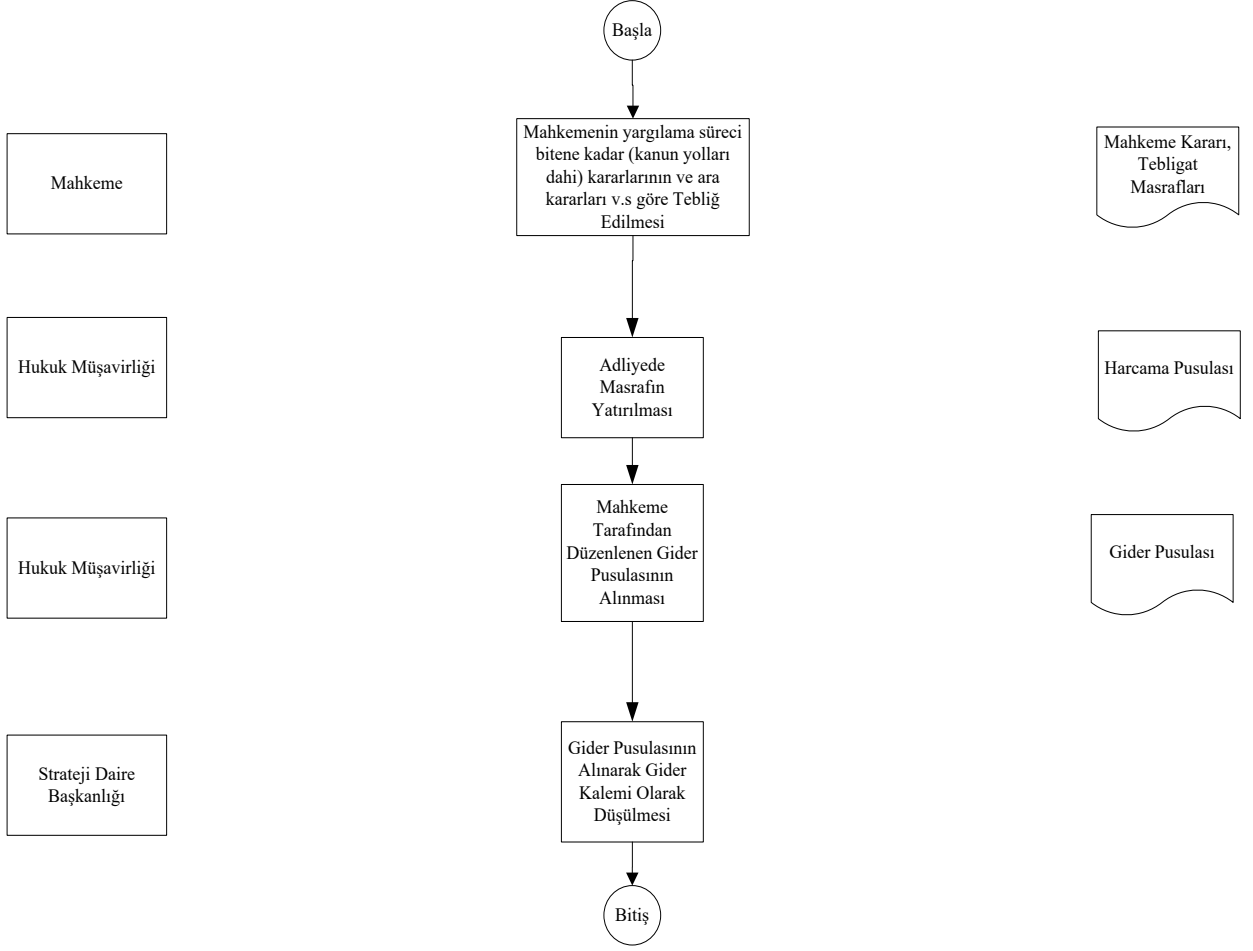 Başla
Mahkeme
Mahkemenin yargılama süreci
bitene kadar (kanun yolları
dahi) kararlarının ve ara
kararları v.s göre Tebliğ
Edilmesi
Mahkeme Kararı,
Tebligat
Masrafları
Hukuk Müşavirliği
Adliyede
Masrafın
Yatırılması
Harcama Pusulası
Hukuk Müşavirliği
Mahkeme
Tarafından
Düzenlenen Gider
Pusulasının
Alınması
Gider Pusulası
Strateji Daire
Başkanlığı
Gider Pusulasının
Alınarak Gider
Kalemi Olarak
Düşülmesi
Bitiş